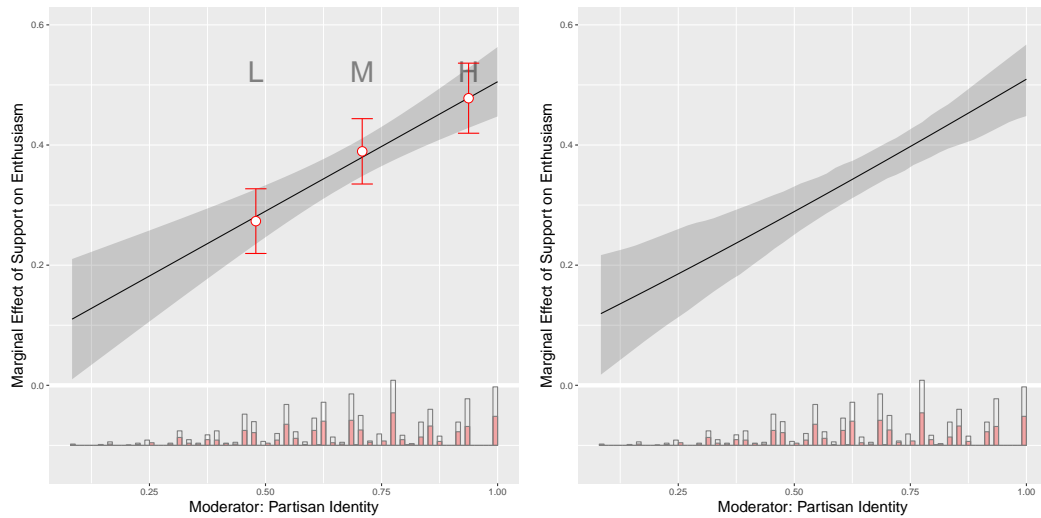 0.6
L M H
0.4
0.2
0.0
Marginal Effect of Support on Enthusiasm
0.25 0.50 0.75 1.00
Moderator: Partisan Identity
0.6
0.4
0.2
0.0
Marginal Effect of Support on Enthusiasm
0.25 0.50 0.75 1.00
Moderator: Partisan Identity